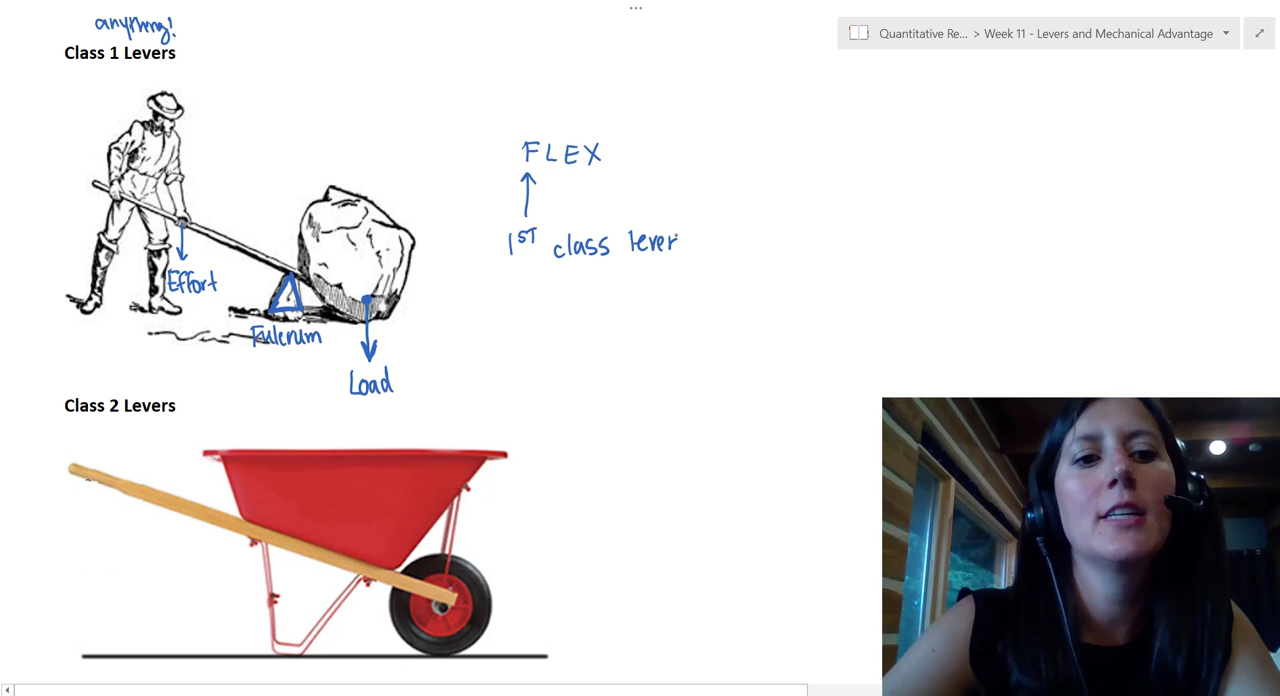 ...
Quantitative Re... > Week 11 - Levers and Mechanical Advantage
anything!
Class 1 Levers
FLEX
1ST class lever
Effort
Fulcrum
Load
Class 2 Levers